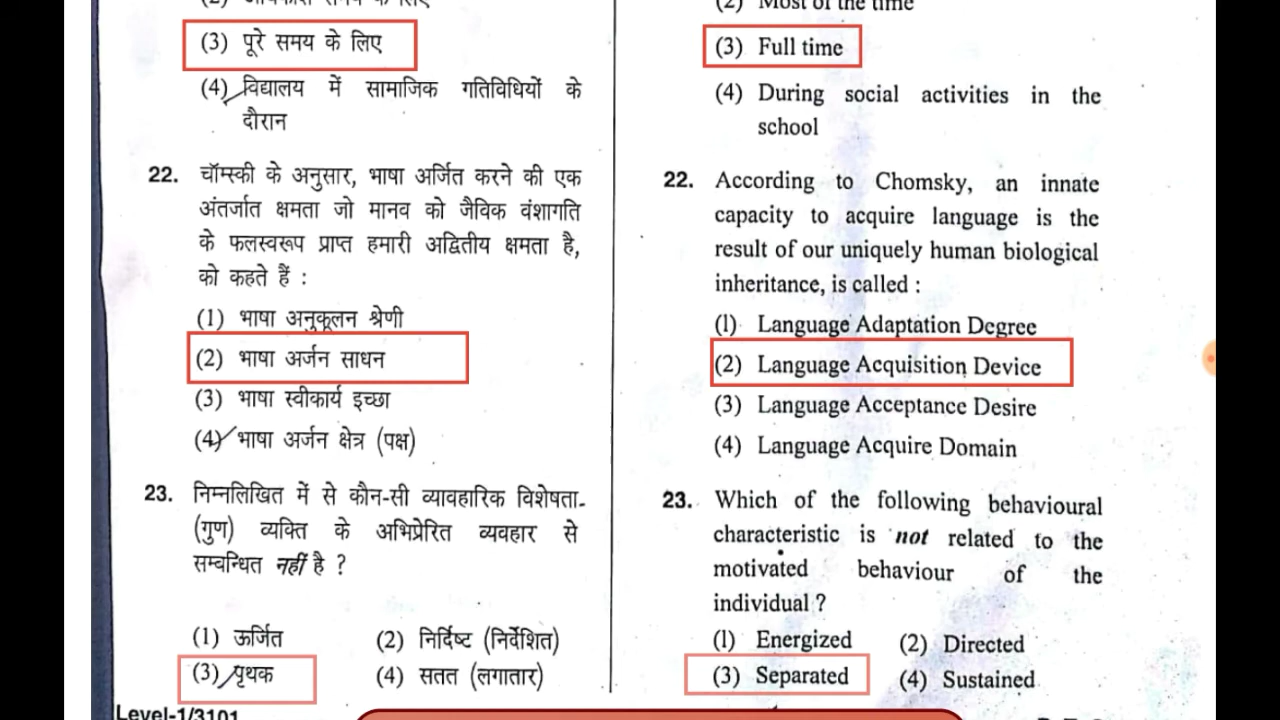 (3) पूरे समय के लिए
(4) विद्यालय में सामाजिक गतिविधियों के
दौरान
22. चॉम्स्की के अनुसार, भाषा अर्जित करने की एक
अंतर्जात क्षमता जो मानव को जैविक वंशागति
के फलस्वरूप प्राप्त हमारी अद्वितीय क्षमता है,
को कहते हैं :
(1) भाषा अनुकूलन श्रेणी
(2) भाषा अर्जन साधन
(3) भाषा स्वीकार्य इच्छा
(4) भाषा अर्जन क्षेत्र (पक्ष)
23. निम्नलिखित में से कौन-सी व्यावहारिक विशेषता-
(गुण) व्यक्ति के अभिप्रेरित व्यवहार से
सम्बन्धित नहीं है ?
(1) ऊर्जित (2) निर्दिष्ट (निर्वेशित)
(3) पृथक (4) सतत (लगातार)
Level-1/3101
(2) Most of the time
(3) Full time
(4) During social activities in the
school
22. According to Chomsky, an innate
capacity to acquire language is the
result of our uniquely human biological
inheritance, is called :
(1) Language Adaptation Degree
(2) Language Acquisition Device
(3) Language Acceptance Desire
(4) Language Acquire Domain
23. Which of the following behavioural
characteristic is not related to the
motivated behaviour of the
individual ?
(1) Energized (2) Directed
(3) Separated (4) Sustained